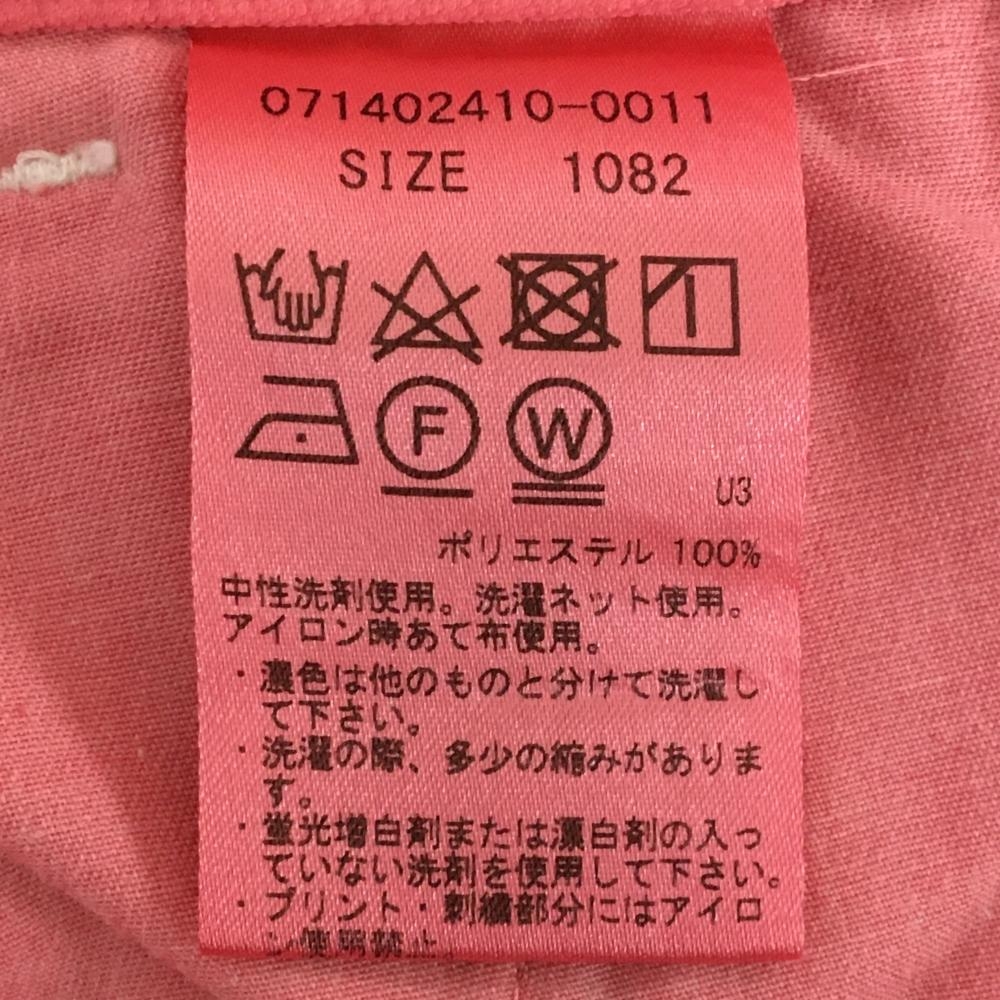 071402410-0011
SIZE 1082
F W
U3
ポリエステル 100%
中性洗剤使用。洗濯ネット使用。
アイロン時あて布使用。
・濃色は他のものと分けて洗濯し
て下さい。
・洗濯の際、多少の縮みがありま
す。
・蛍光増白剤または漂白剤の入っ
ていない洗剤を使用して下さい。
・プリント・刺繍部分にはアイロ
ン使用禁止。